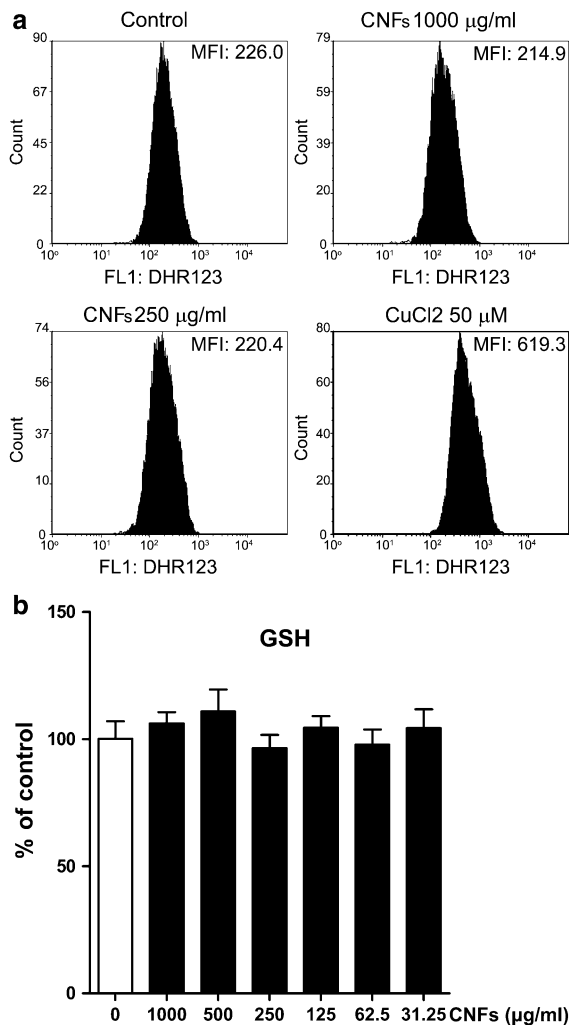 a
Control
MFI: 226.0
90
67
45
22
0
Count
10⁰ 10¹ 10² 10³ 10⁴
FL1: DHR123
CNFs 1000 µg/ml
MFI: 214.9
79
59
39
20
0
Count
10⁰ 10¹ 10² 10³ 10⁴
FL1: DHR123
CNFs 250 µg/ml
MFI: 220.4
74
56
37
10
0
Count
10⁰ 10¹ 10² 10³ 10⁴
FL1: DHR123
CuCl2 50 µM
MFI: 619.3
80
60
40
20
0
Count
10⁰ 10¹ 10² 10³ 10⁴
FL1: DHR123
b
GSH
150
100
50
0
% of control
0 1000 500 250 125 62.5 31.25 CNFs (µg/ml)